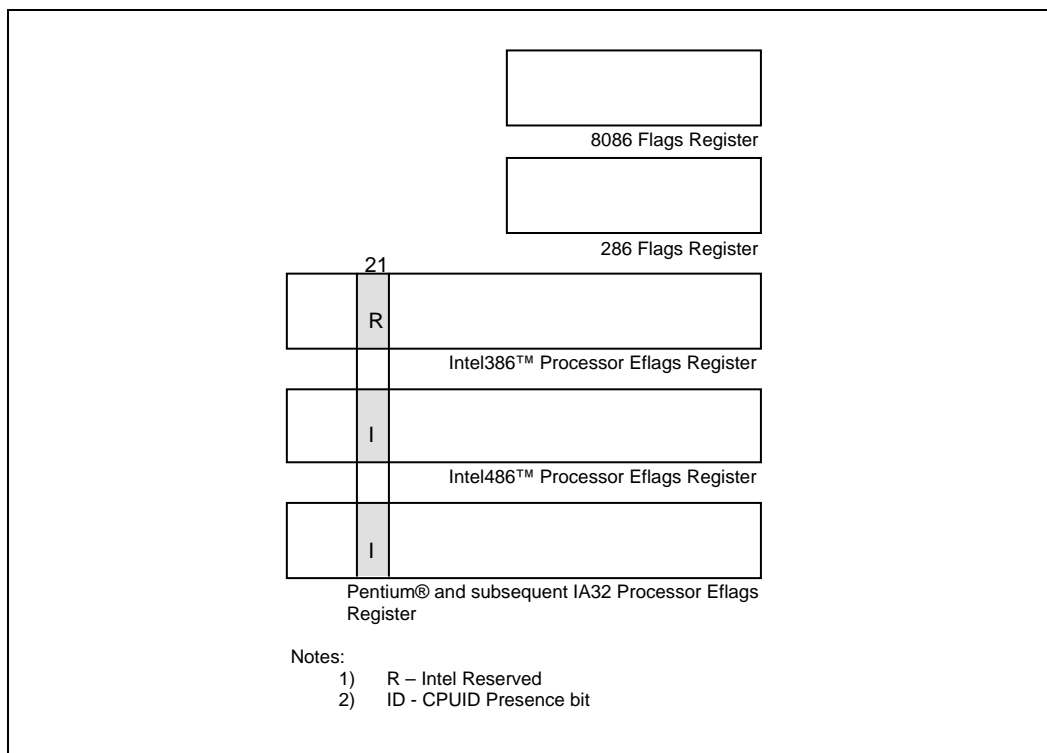 8086 Flags Register
286 Flags Register
21
R
Intel386™ Processor Eflags Register
I
Intel486™ Processor Eflags Register
I
Pentium® and subsequent IA32 Processor Eflags
Register
Notes:
1) R – Intel Reserved
2) ID - CPUID Presence bit